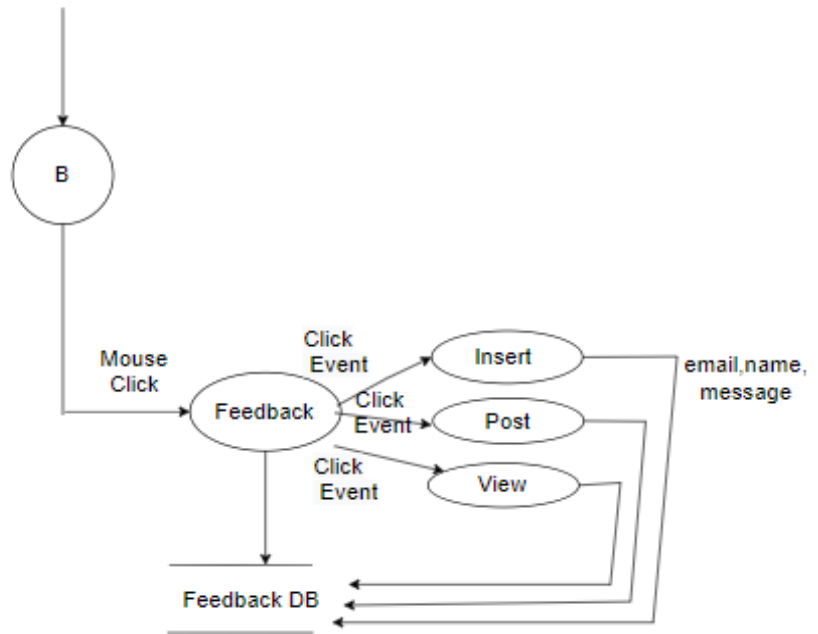 B
Mouse
Click
Feedback
Click
Event
Click
Event
Click
Event
Insert
Post
View
email,name,
message
Feedback DB